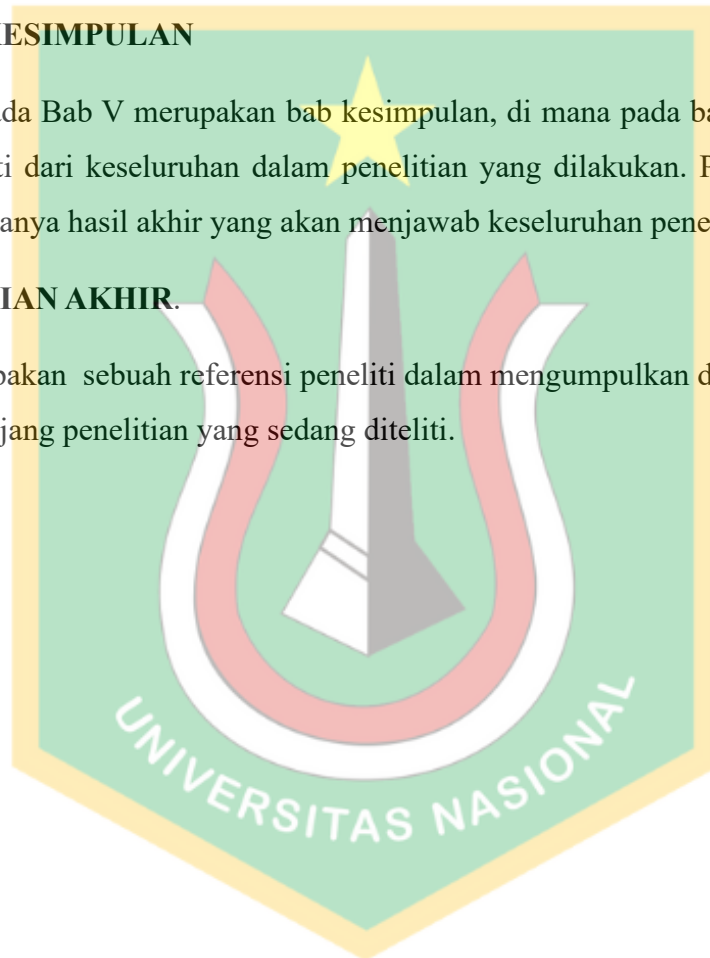 KESIMPULAN
ada Bab V merupakan bab kesimpulan, di mana pada ba
ti dari keseluruhan dalam penelitian yang dilakukan. P
anya hasil akhir yang akan menjawab keseluruhan pene
IAN AKHIR.
pakan sebuah referensi peneliti dalam mengumpulkan d
jang penelitian yang sedang diteliti.
UNIVERSITAS NASIONAL